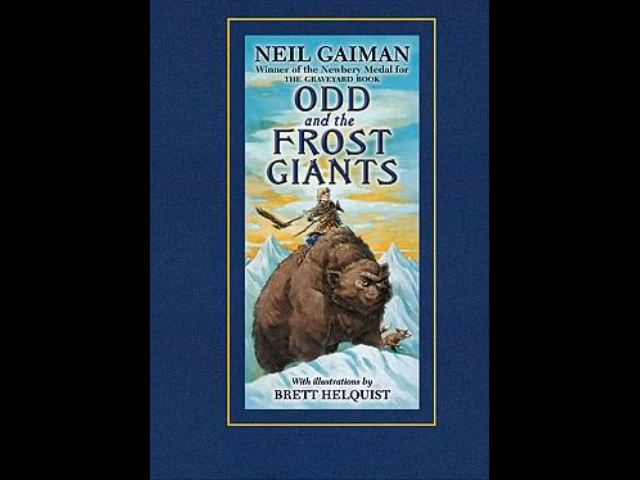 NEIL GAIMAN
Winner of the Newbery Medal for
THE GRAVEYARD BOOK
ODD
and the
FROST
GIANTS
With illustrations by
BRETT HELQUIST